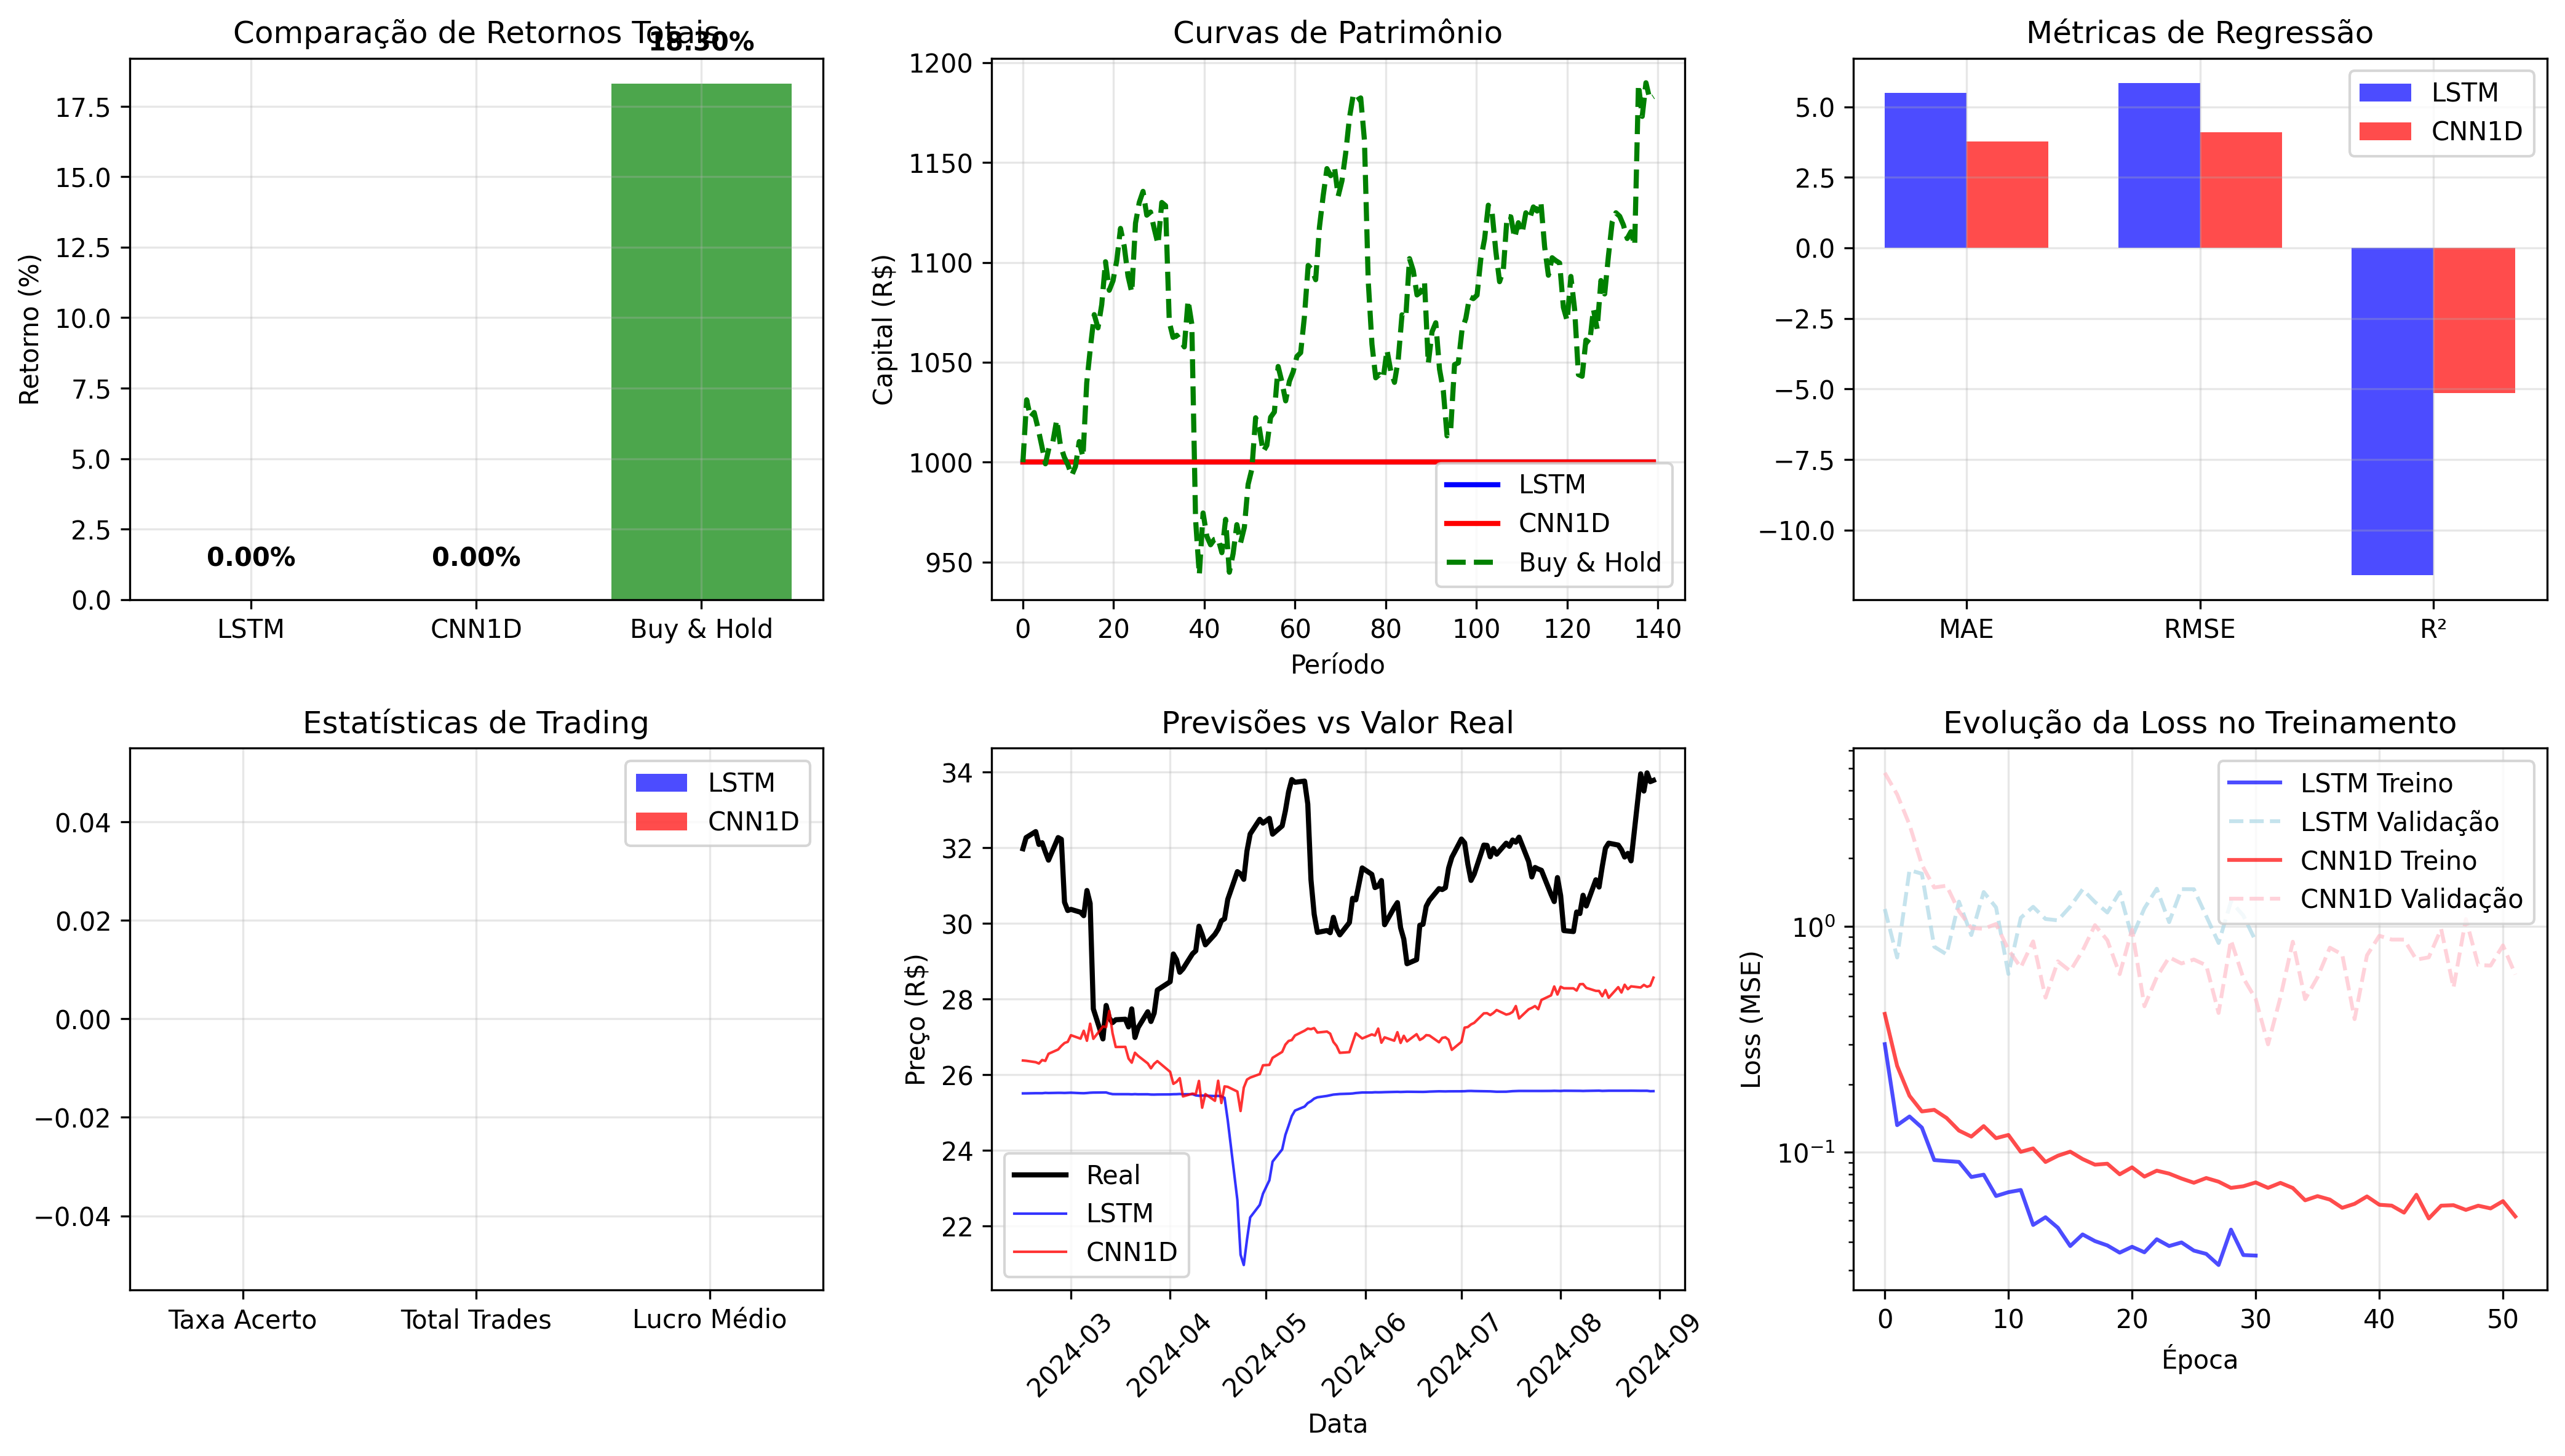 Comparação de Retornos Totais
18.30%
17.5
15.0
12.5
10.0
7.5
5.0
2.5
0.0
Retorno (%)
0.00%
0.00%
LSTM
CNN1D
Buy & Hold
Curvas de Patrimônio
1200
1150
1100
1050
1000
950
Capital (R$)
LSTM
CNN1D
Buy & Hold
0
20
40
60
80
100
120
140
Período
Métricas de Regressão
5.0
2.5
0.0
−2.5
−5.0
−7.5
−10.0
LSTM
CNN1D
MAE
RMSE
R²
Estatísticas de Trading
0.04
0.02
0.00
−0.02
−0.04
LSTM
CNN1D
Taxa Acerto
Total Trades
Lucro Médio
Previsões vs Valor Real
34
32
30
28
26
24
22
Preço (R$)
Real
LSTM
CNN1D
2024-03
2024-04
2024-05
2024-06
2024-07
2024-08
2024-09
Data
Evolução da Loss no Treinamento
10⁰
10⁻¹
Loss (MSE)
LSTM Treino
LSTM Validação
CNN1D Treino
CNN1D Validação
0
10
20
30
40
50
Época